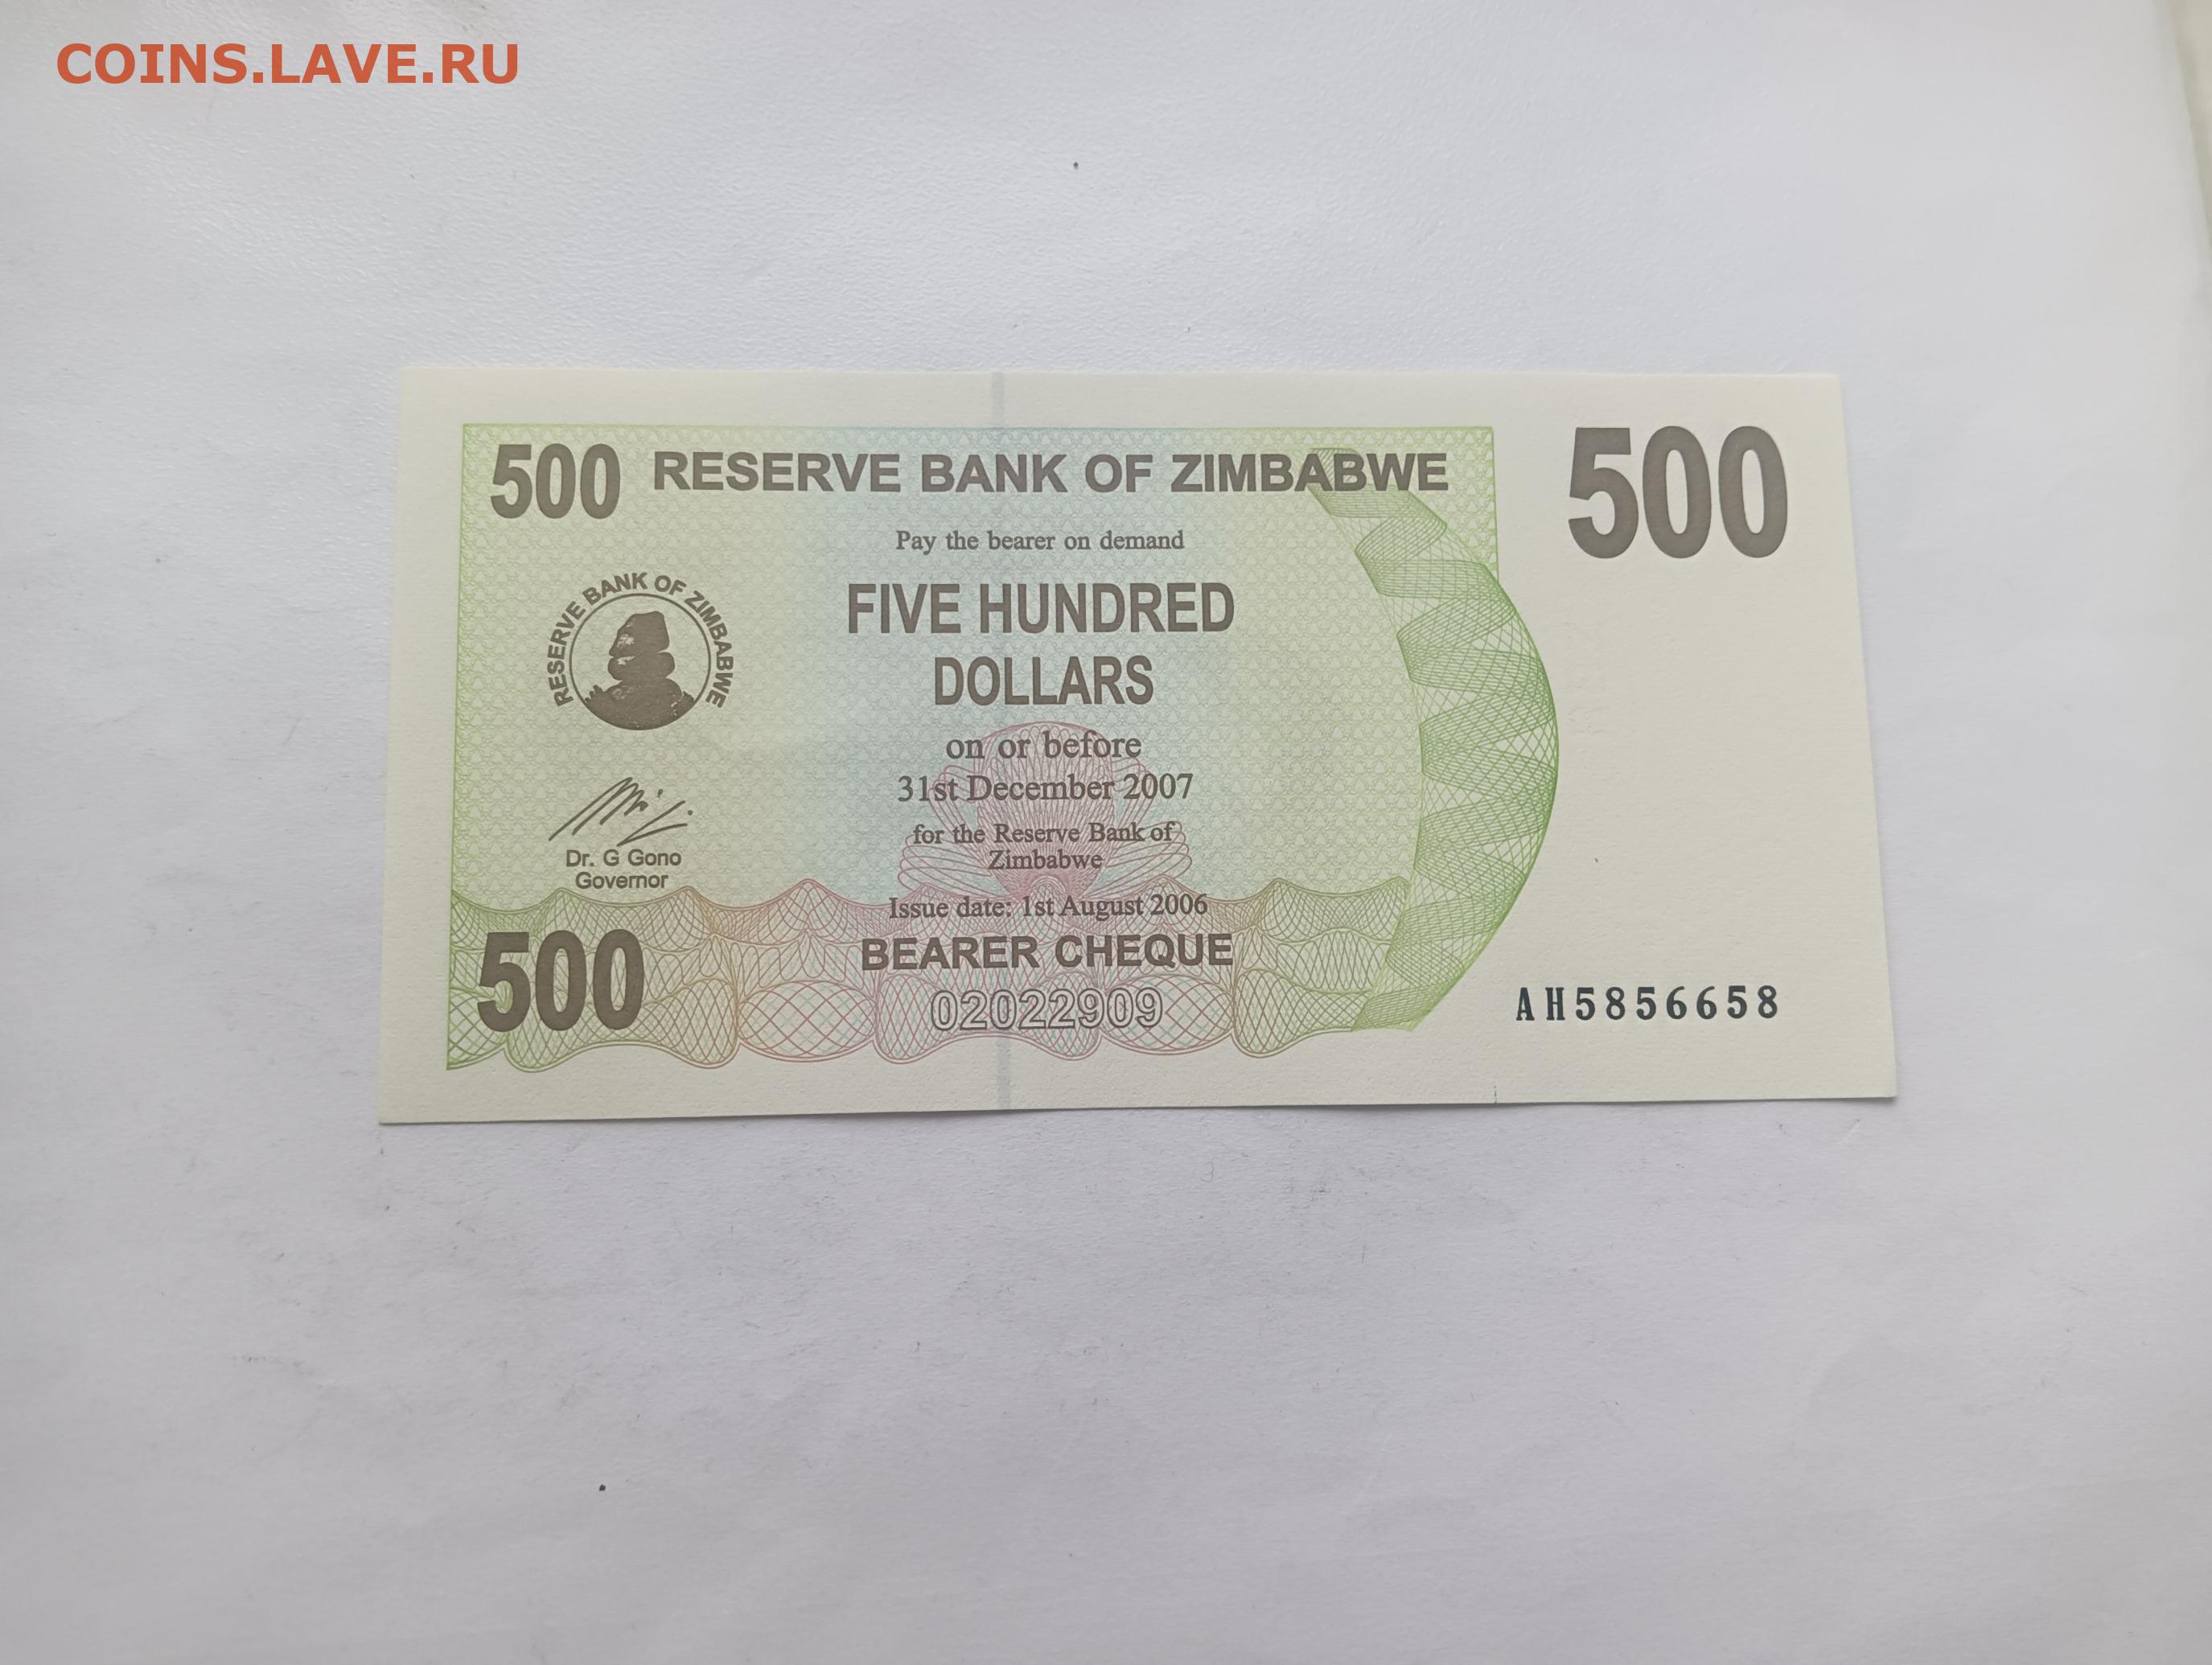 COINS.LAVE.RU
500 RESERVE BANK OF ZIMBABWE 500
Pay the bearer on demand
FIVE HUNDRED
DOLLARS
RESERVE BANK OF ZIMBABWE
on or before
31st December 2007
for the Reserve Bank of
Zimbabwe
Dr. G Gono
Governor
Issue date: 1st August 2006
500 BEARER CHEQUE
02022909
AH5856658